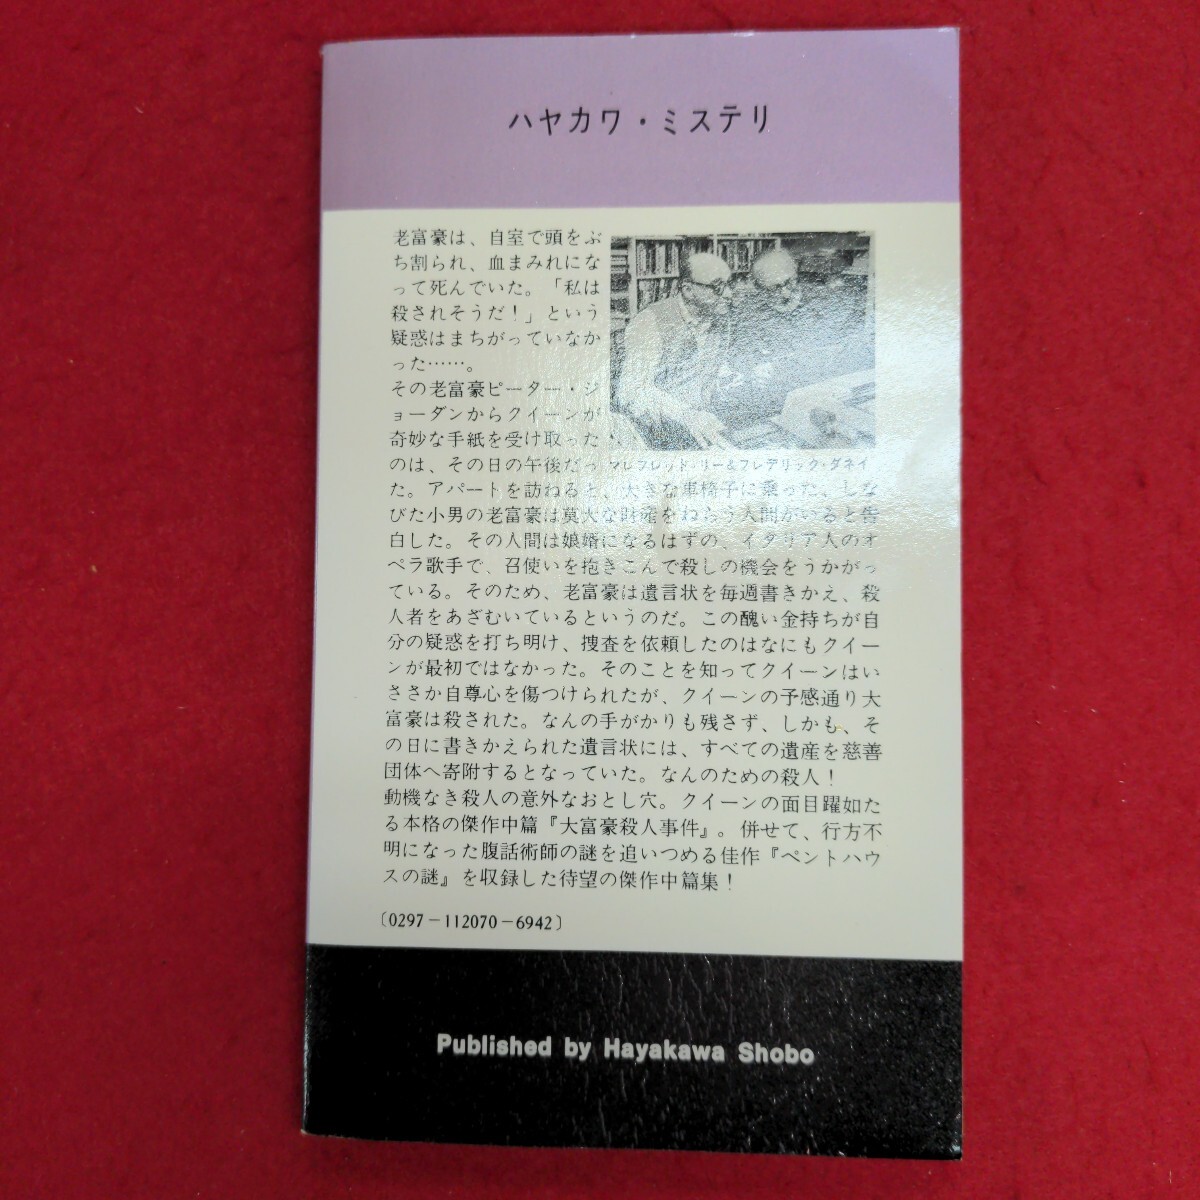 ハヤカワ・ミステリ
老富豪は、自室で頭をぶ
ち割られ、血まみれにな
って死んでいた。「私は
殺されそうだ！」という
疑惑はまちがっていなか
った……。
その老富豪ピーター・ジ
ョーダンからクイーンが
奇妙な手紙を受け取った
のは、その日の午後だっ
マンフレッド・リー&フレデリック・ダネイ
た。アパートを訪ねると、大きな車椅子に乗った、しな
びた小男の老富豪は莫大な財産をねらう人間がいると告
白した。その人間は娘婿になるはずの、イタリア人のオ
ペラ歌手で、召使いを抱きこんで殺しの機会をうかがっ
ている。そのため、老富豪は遺言状を毎週書きかえ、殺
人者をあざむいているというのだ。この醜い金持ちが自
分の疑惑を打ち明け、捜査を依頼したのはなにもクイー
ンが最初ではなかった。そのことを知ってクイーンはい
ささか自尊心を傷つけられたが、クイーンの予感通り大
富豪は殺された。なんの手がかりも残さず、しかも、そ
の日に書きかえられた遺言状には、すべての遺産を慈善
団体へ寄附するとなっていた。なんのための殺人！
動機なき殺人の意外なおとし穴。クイーンの面目躍如た
る本格の傑作中篇『大富豪殺人事件』。併せて、行方不
明になった腹話術師の謎を追いつめる佳作『ペントハウ
スの謎』を収録した待望の傑作中篇集！
〔0297－112070－6942〕
Published by Hayakawa Shobo